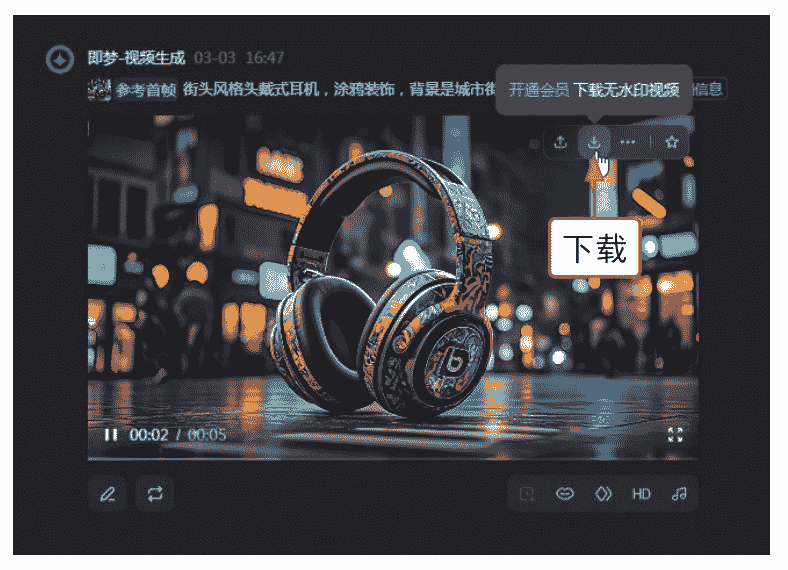 即梦-视频生成 03-03 16:47
参考首帧 街头风格头戴式耳机，涂鸦装饰，背景是城市街
信息
开通会员 下载无水印视频
下载
00:02 / 00:05
HD